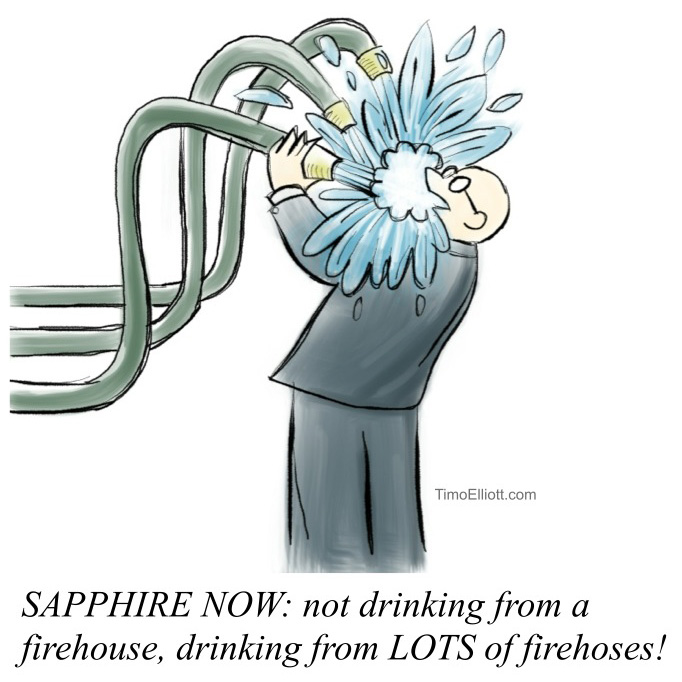 TimoElliott.com
SAPPHIRE NOW: not drinking from a
firehouse, drinking from LOTS of firehoses!